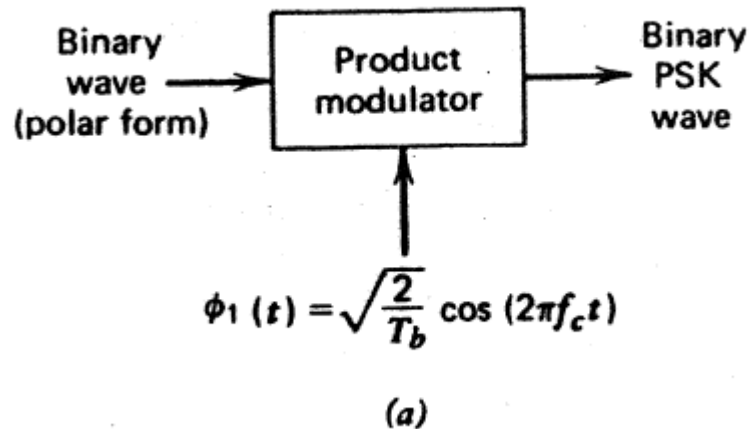 Binary
wave
(polar form)
Product
modulator
Binary
PSK
wave
ϕ1 (t) = √(2/Tb) cos (2πfct)
(a)